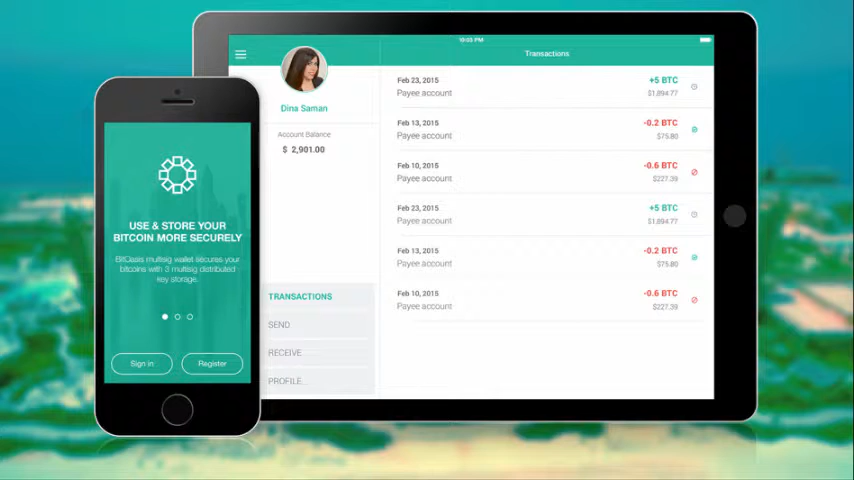 USE & STORE YOUR
BITCOIN MORE SECURELY
BitOasis multisig wallet secures your
bitcoins with 3 multisig distributed
key storage.
Sign in
Register
10:03 PM
Transactions
Dina Saman
Account Balance
$ 2,901.00
TRANSACTIONS
SEND
RECEIVE
PROFILE
Feb 23, 2015 +5 BTC
Payee account $1,894.77
Feb 13, 2015 -0.2 BTC
Payee account $75.80
Feb 10, 2015 -0.6 BTC
Payee account $227.39
Feb 23, 2015 +5 BTC
Payee account $1,894.77
Feb 13, 2015 -0.2 BTC
Payee account $75.80
Feb 10, 2015 -0.6 BTC
Payee account $227.39